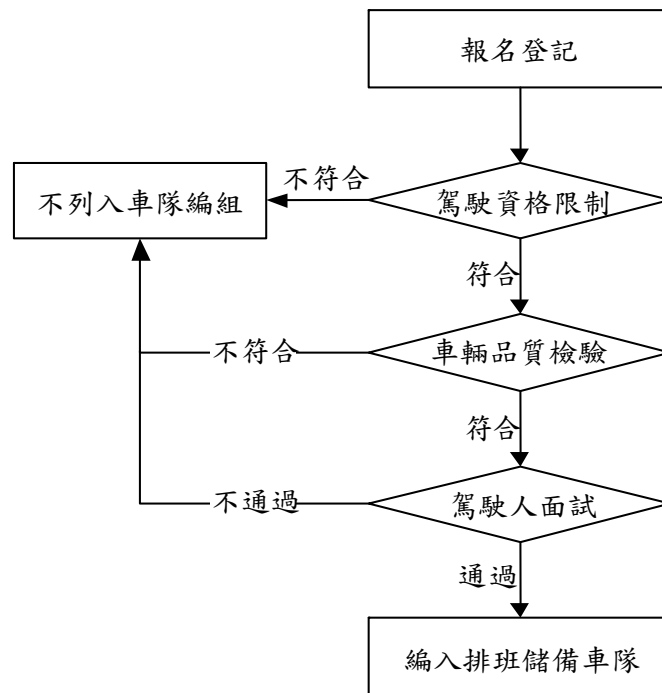 報名登記
不符合
不列入車隊編組
駕駛資格限制
符合
不符合
車輛品質檢驗
符合
不通過
駕駛人面試
通過
編入排班儲備車隊